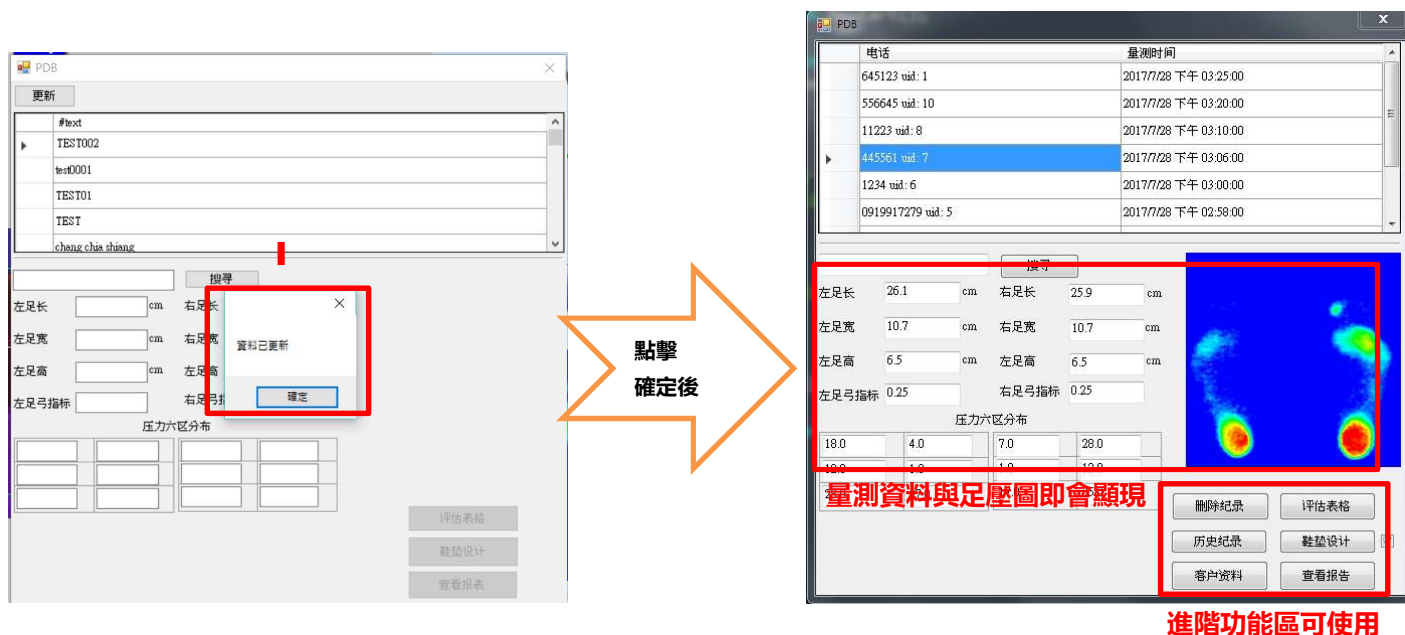 PDB
更新
#text
TEST002
test0001
TEST01
TEST
chang chia shiang
搜寻
左足长 cm 右足长
左足宽 cm 右足宽
左足高 cm 左足高
左足弓指标 右足弓指
压力六区分布
資料已更新
確定
评估表格
鞋垫设计
查看报表
點擊
確定後
PDB
电话 量测时间
645123 uid: 1 2017/7/28 下午 03:25:00
556645 uid: 10 2017/7/28 下午 03:20:00
11223 uid: 8 2017/7/28 下午 03:10:00
445561 uid: 7 2017/7/28 下午 03:06:00
1234 uid: 6 2017/7/28 下午 03:00:00
0919917279 uid: 5 2017/7/28 下午 02:58:00
搜寻
左足长 26.1 cm 右足长 25.9 cm
左足宽 10.7 cm 右足宽 10.7 cm
左足高 6.5 cm 左足高 6.5 cm
左足弓指标 0.25 右足弓指标 0.25
压力六区分布
18.0 4.0 7.0 28.0
量測資料與足壓圖即會顯現
删除纪录 评估表格
历史纪录 鞋垫设计
客户资料 查看报告
進階功能區可使用